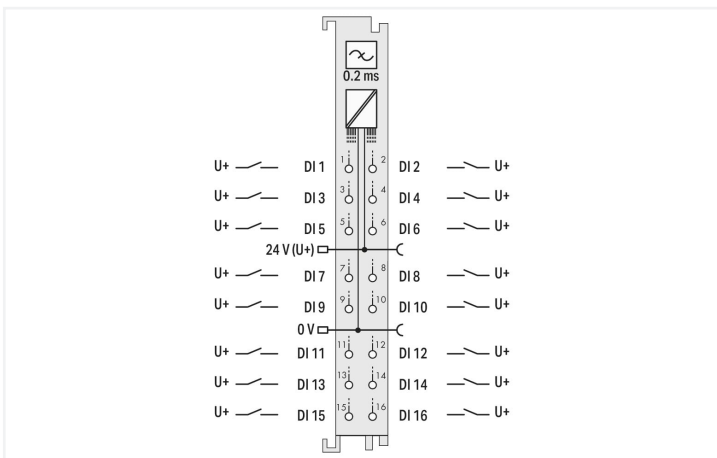 0.2 ms
U+ DI 1 1 2 DI 2 U+
U+ DI 3 3 4 DI 4 U+
U+ DI 5 5 6 DI 6 U+
24 V (U+)
U+ DI 7 7 8 DI 8 U+
U+ DI 9 9 10 DI 10 U+
0 V
U+ DI 11 11 12 DI 12 U+
U+ DI 13 13 14 DI 14 U+
U+ DI 15 15 16 DI 16 U+